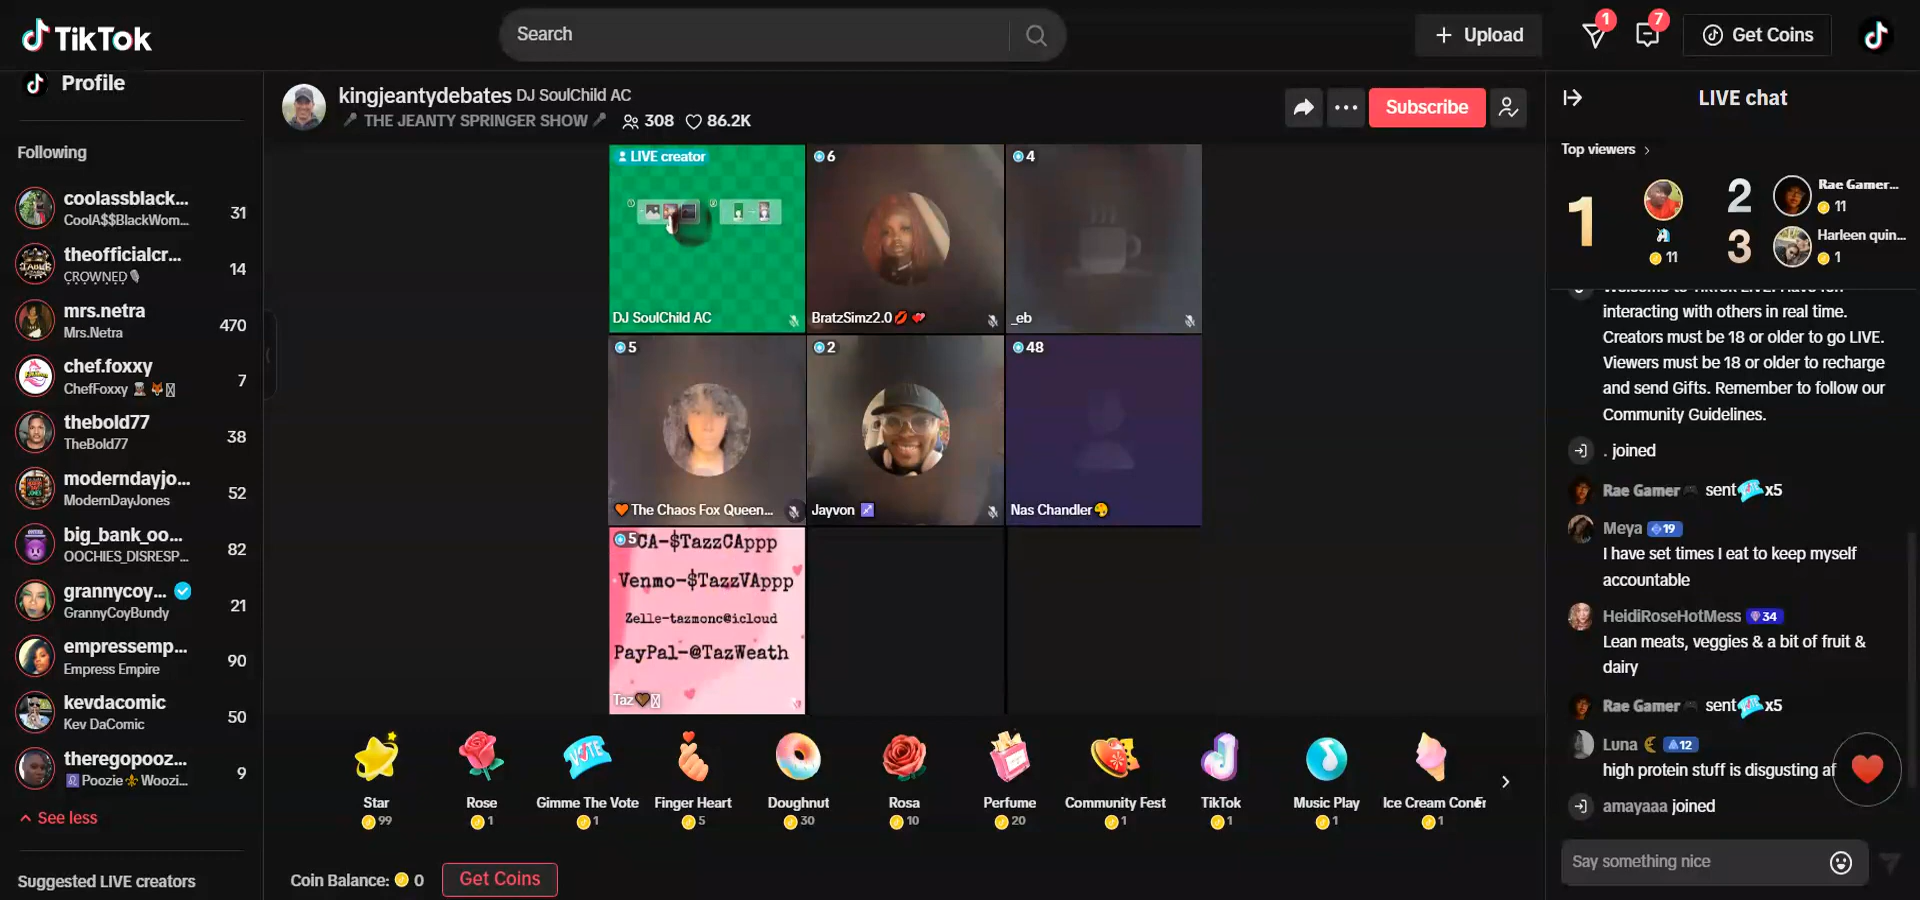 TikTok
Search
Upload
1
7
Get Coins
Profile
Following
coolassblack...
CoolA$$BlackWom...
31
theofficialcr...
CROWNED
14
mrs.netra
Mrs.Netra
470
chef.foxxy
ChefFoxxy
7
thebold77
TheBold77
38
moderndayjo...
ModernDayJones
52
big_bank_oo...
OOCHIES_DISRESP...
82
grannycoy...
GrannyCoyBundy
21
empressemp...
Empress Empire
90
kevdacomic
Kev DaComic
50
theregopooz...
Poozie⚜Woozi...
9
See less
Suggested LIVE creators
kingjeantydebates DJ SoulChild AC
THE JEANTY SPRINGER SHOW
308
86.2K
Subscribe
LIVE creator
DJ SoulChild AC
6
BratzSimz2.0💋💔
4
_eb
5
🧡The Chaos Fox Queen...
2
Jayvon ♐
48
Nas Chandler
5
CA-$TazzCAppp
Venmo-$TazzVAppp
Zelle-tazmonc@icloud
PayPal-@TazWeath
Taz🤎
Star
99
Rose
1
VOTE
Gimme The Vote
1
Finger Heart
5
Doughnut
30
Rosa
10
Perfume
20
Community Fest
1
TikTok
1
Music Play
1
Ice Cream Cone
1
Coin Balance: 0
Get Coins
LIVE chat
Top viewers
1
11
2
Rae Gamer...
11
3
Harleen quin...
1
Welcome to TikTok LIVE! Have fun
interacting with others in real time.
Creators must be 18 or older to go LIVE.
Viewers must be 18 or older to recharge
and send Gifts. Remember to follow our
Community Guidelines.
. joined
Rae Gamer🎮 sent x5
Meya 19
I have set times I eat to keep myself
accountable
HeidiRoseHotMess 34
Lean meats, veggies & a bit of fruit &
dairy
Rae Gamer🎮 sent x5
Luna 🌙 12
high protein stuff is disgusting af
amayaaa joined
Say something nice